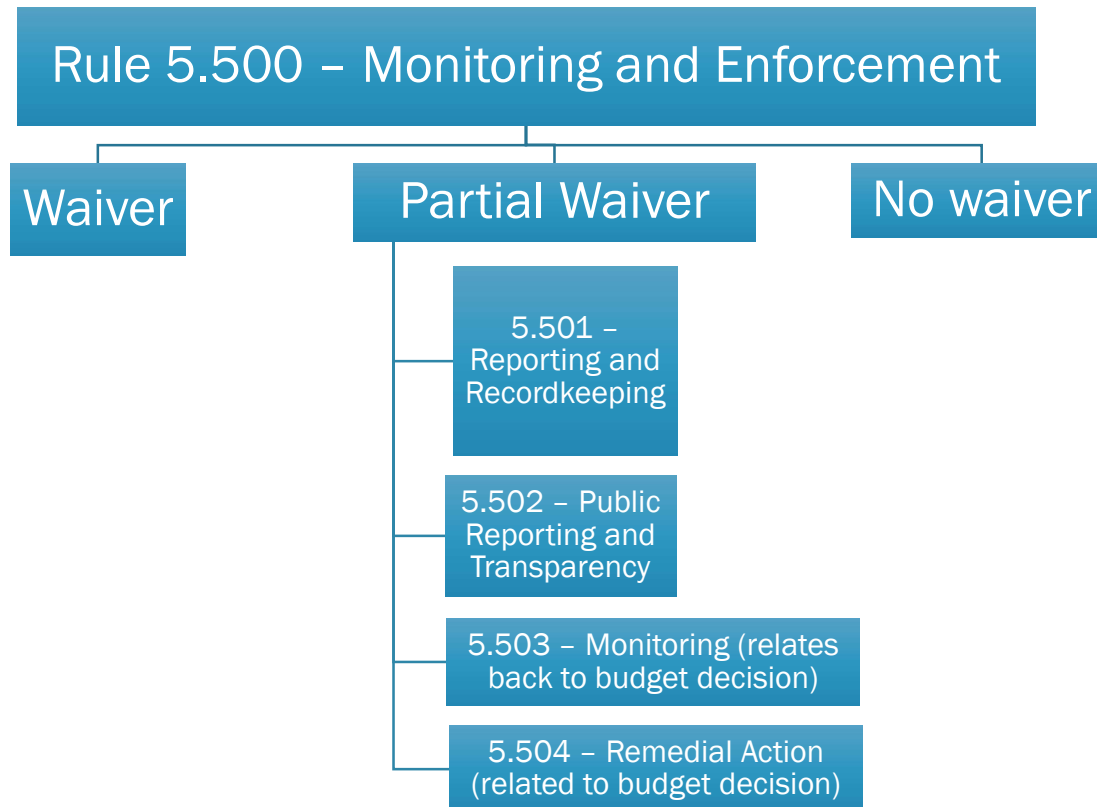 Rule 5.500 – Monitoring and Enforcement
Waiver
Partial Waiver
No waiver
5.501 –
Reporting and
Recordkeeping
5.502 – Public
Reporting and
Transparency
5.503 – Monitoring (relates
back to budget decision)
5.504 – Remedial Action
(related to budget decision)